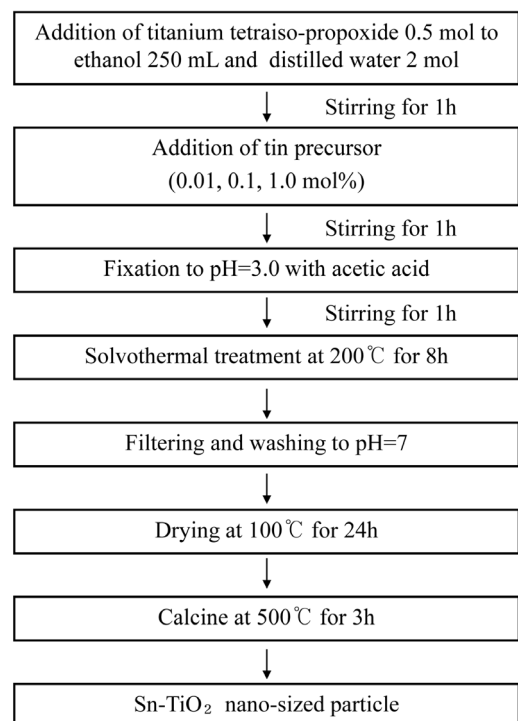 Addition of titanium tetraiso-propoxide 0.5 mol to
ethanol 250 mL and distilled water 2 mol
Stirring for 1h
Addition of tin precursor
(0.01, 0.1, 1.0 mol%)
Stirring for 1h
Fixation to pH=3.0 with acetic acid
Stirring for 1h
Solvothermal treatment at 200℃ for 8h
Filtering and washing to pH=7
Drying at 100℃ for 24h
Calcine at 500℃ for 3h
Sn-TiO₂ nano-sized particle